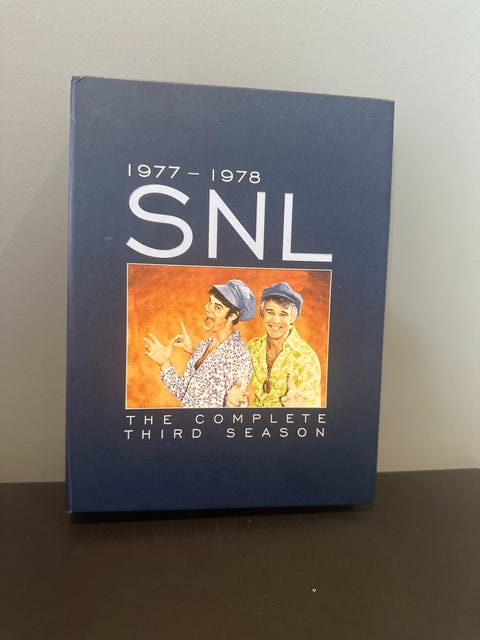 1977 – 1978
SNL
THE COMPLETE
THIRD SEASON